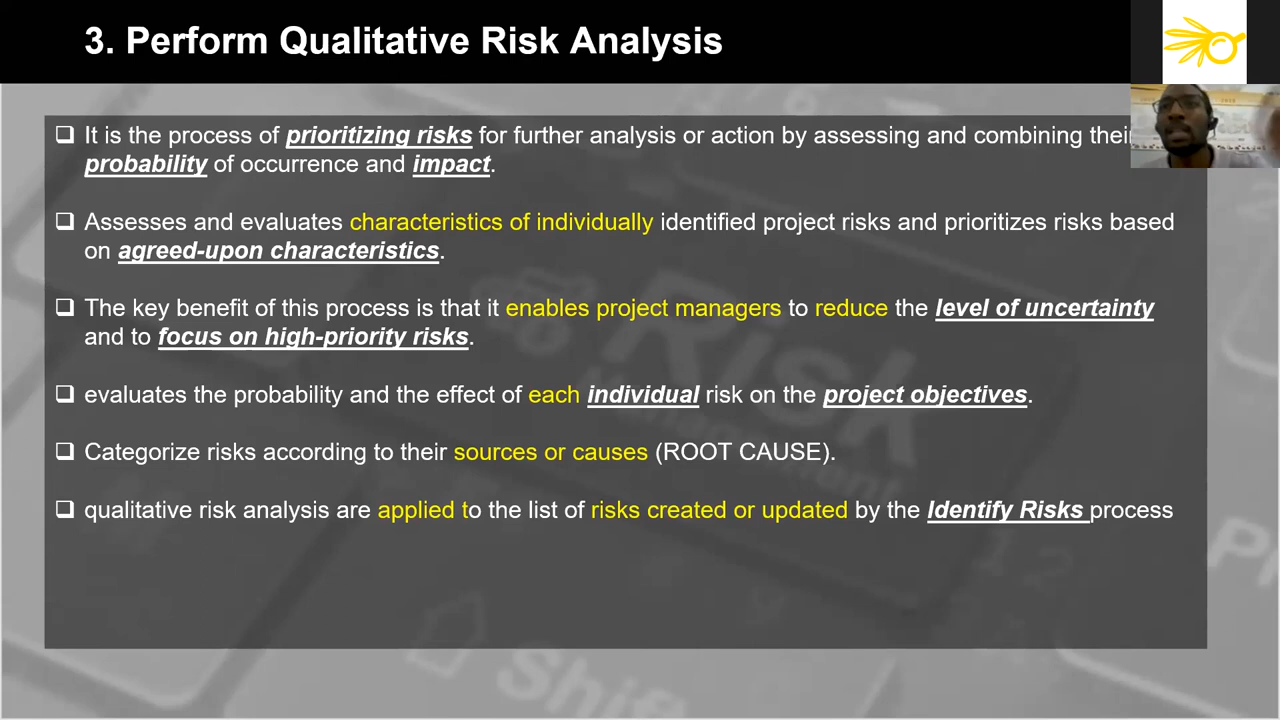 3. Perform Qualitative Risk Analysis
It is the process of prioritizing risks for further analysis or action by assessing and combining their
probability of occurrence and impact.
Assesses and evaluates characteristics of individually identified project risks and prioritizes risks based
on agreed-upon characteristics.
The key benefit of this process is that it enables project managers to reduce the level of uncertainty
and to focus on high-priority risks.
evaluates the probability and the effect of each individual risk on the project objectives.
Categorize risks according to their sources or causes (ROOT CAUSE).
qualitative risk analysis are applied to the list of risks created or updated by the Identify Risks process
Risk
Management
Shift